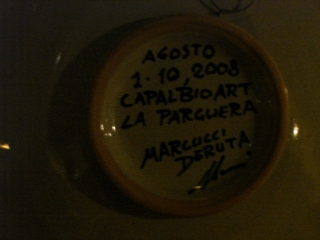 AGOSTO
1-10, 2008
CAPALBIO ART
LA PARGUERA
MARCUCCI
DERUTA